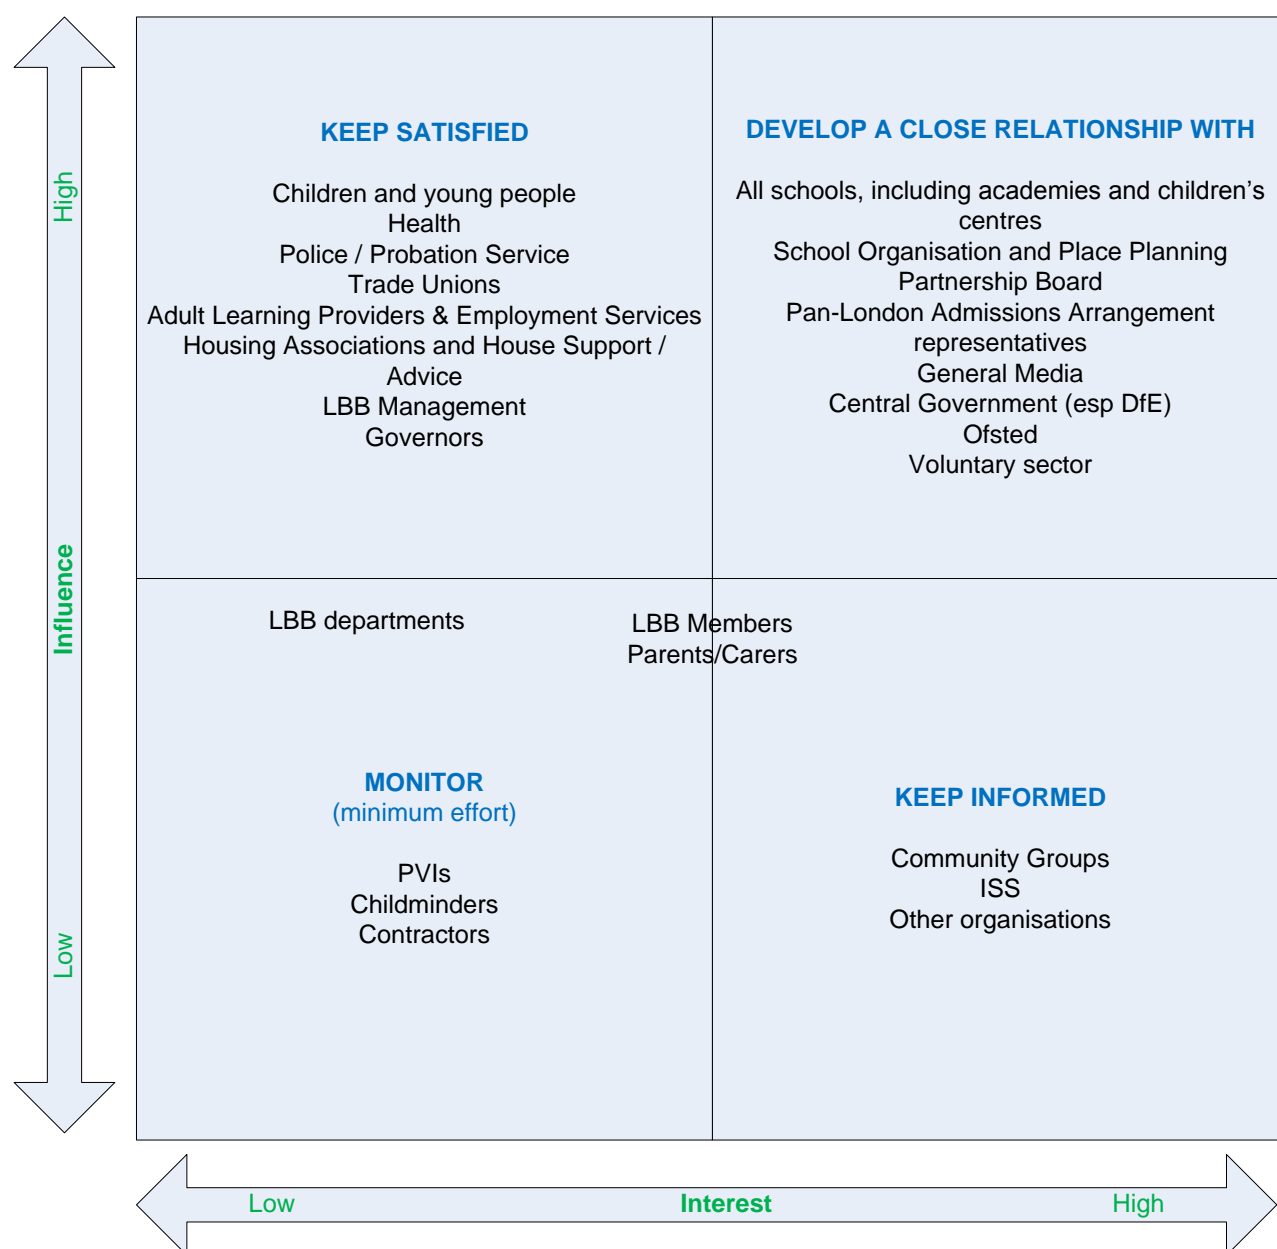 High
Influence
Low
KEEP SATISFIED
Children and young people
Health
Police / Probation Service
Trade Unions
Adult Learning Providers & Employment Services
Housing Associations and House Support /
Advice
LBB Management
Governors
DEVELOP A CLOSE RELATIONSHIP WITH
All schools, including academies and children’s
centres
School Organisation and Place Planning
Partnership Board
Pan-London Admissions Arrangement
representatives
General Media
Central Government (esp DfE)
Ofsted
Voluntary sector
LBB departments
LBB Members
Parents/Carers
MONITOR
(minimum effort)
PVIs
Childminders
Contractors
KEEP INFORMED
Community Groups
ISS
Other organisations
Low
Interest
High